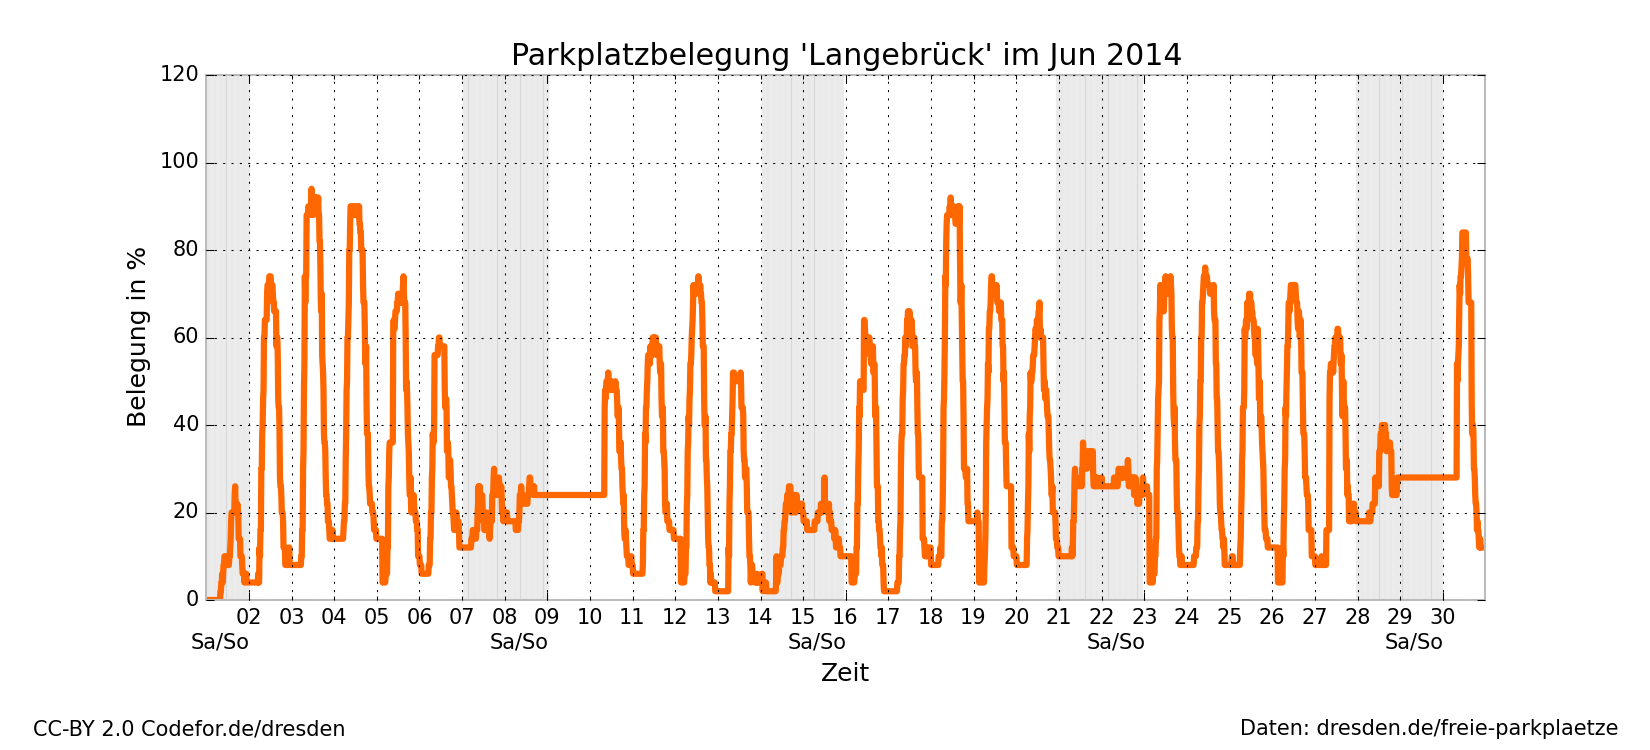 Parkplatzbelegung 'Langebrück' im Jun 2014
120
100
80
60
40
20
0
Belegung in %
02 03 04 05 06 07 08 09 10 11 12 13 14 15 16 17 18 19 20 21 22 23 24 25 26 27 28 29 30
Sa/So Sa/So Sa/So Sa/So Sa/So
Zeit
CC-BY 2.0 Codefor.de/dresden
Daten: dresden.de/freie-parkplaetze